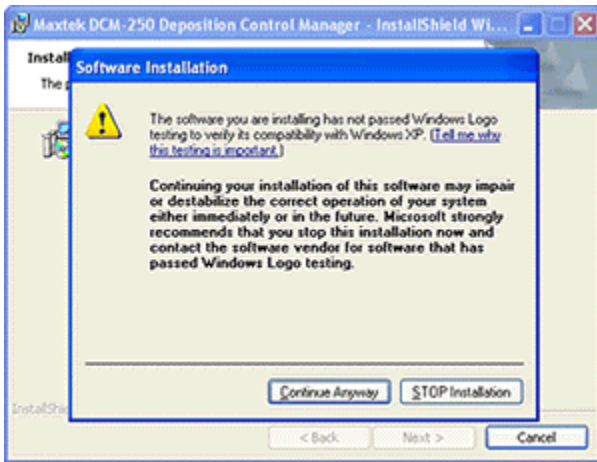 Maxtek DCM-250 Deposition Control Manager - InstallShield Wi...
Install
The p
Software Installation
The software you are installing has not passed Windows Logo
testing to verify its compatibility with Windows XP. (Tell me why
this testing is important.)
Continuing your installation of this software may impair
or destabilize the correct operation of your system
either immediately or in the future. Microsoft strongly
recommends that you stop this installation now and
contact the software vendor for software that has
passed Windows Logo testing.
Continue Anyway STOP Installation
InstallShie
< Back Next > Cancel